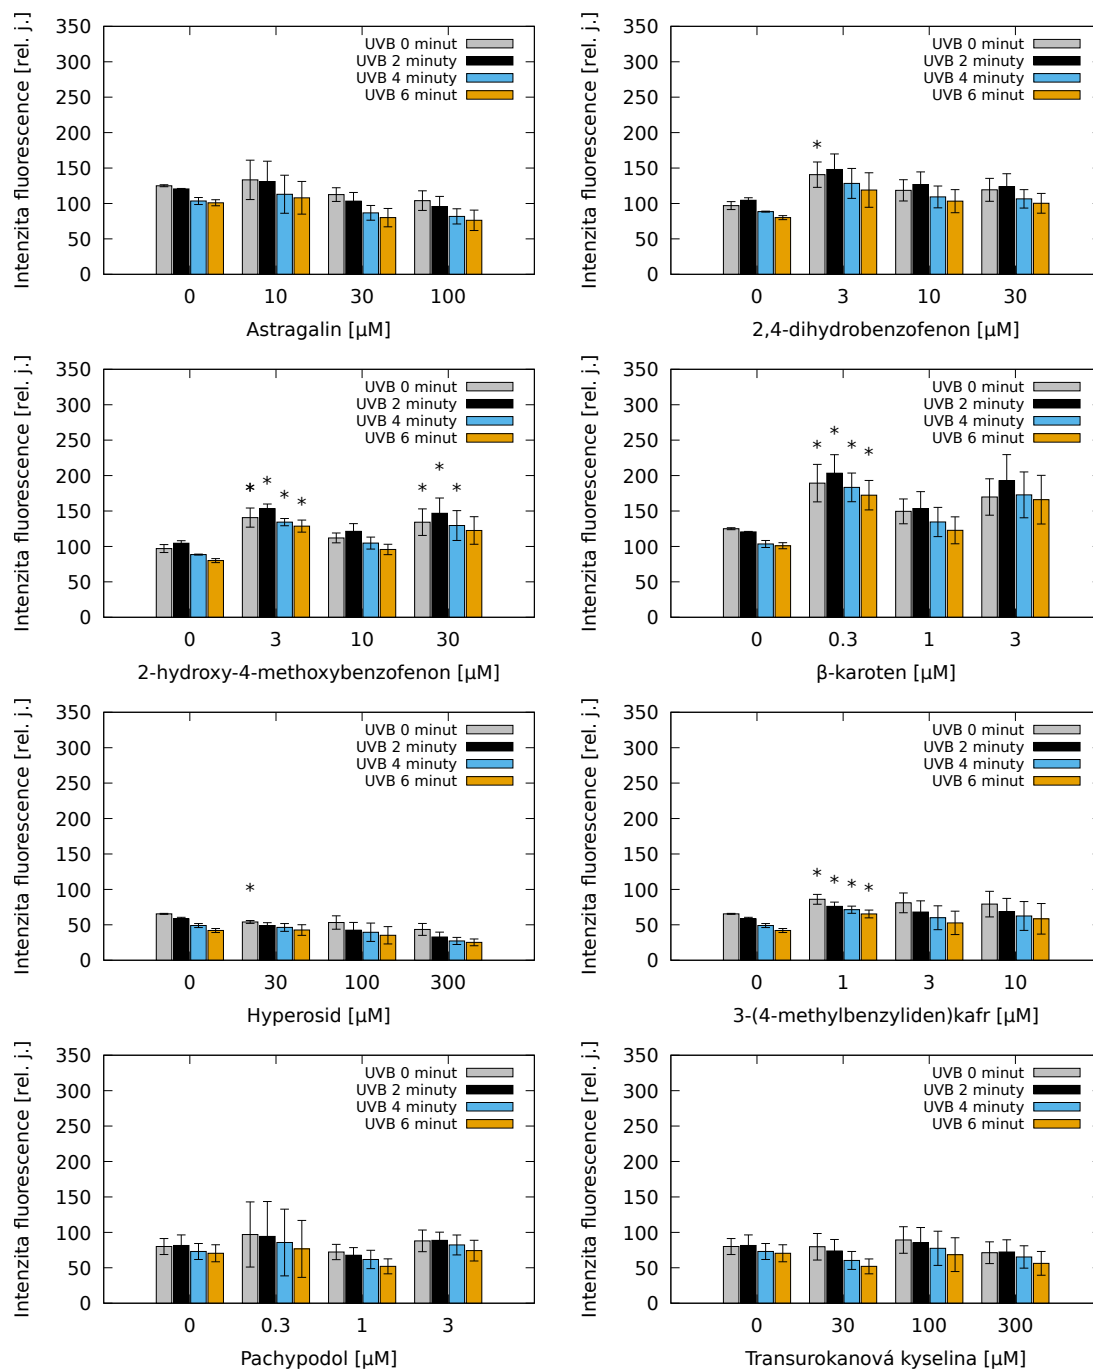 350
300
250
200
150
100
50
0
Intenzita fluorescence [rel. j.]
UVB 0 minut
UVB 2 minuty
UVB 4 minuty
UVB 6 minut
0 10 30 100
Astragalin [µM]
350
300
250
200
150
100
50
0
Intenzita fluorescence [rel. j.]
UVB 0 minut
UVB 2 minuty
UVB 4 minuty
UVB 6 minut
*
0 3 10 30
2,4-dihydrobenzofenon [µM]
350
300
250
200
150
100
50
0
Intenzita fluorescence [rel. j.]
UVB 0 minut
UVB 2 minuty
UVB 4 minuty
UVB 6 minut
* * * * * * *
0 3 10 30
2-hydroxy-4-methoxybenzofenon [µM]
350
300
250
200
150
100
50
0
Intenzita fluorescence [rel. j.]
UVB 0 minut
UVB 2 minuty
UVB 4 minuty
UVB 6 minut
* * * *
0 0.3 1 3
β-karoten [µM]
350
300
250
200
150
100
50
0
Intenzita fluorescence [rel. j.]
UVB 0 minut
UVB 2 minuty
UVB 4 minuty
UVB 6 minut
*
0 30 100 300
Hyperosid [µM]
350
300
250
200
150
100
50
0
Intenzita fluorescence [rel. j.]
UVB 0 minut
UVB 2 minuty
UVB 4 minuty
UVB 6 minut
* * * *
0 1 3 10
3-(4-methylbenzyliden)kafr [µM]
350
300
250
200
150
100
50
0
Intenzita fluorescence [rel. j.]
UVB 0 minut
UVB 2 minuty
UVB 4 minuty
UVB 6 minut
0 0.3 1 3
Pachypodol [µM]
350
300
250
200
150
100
50
0
Intenzita fluorescence [rel. j.]
UVB 0 minut
UVB 2 minuty
UVB 4 minuty
UVB 6 minut
0 30 100 300
Transurokanová kyselina [µM]